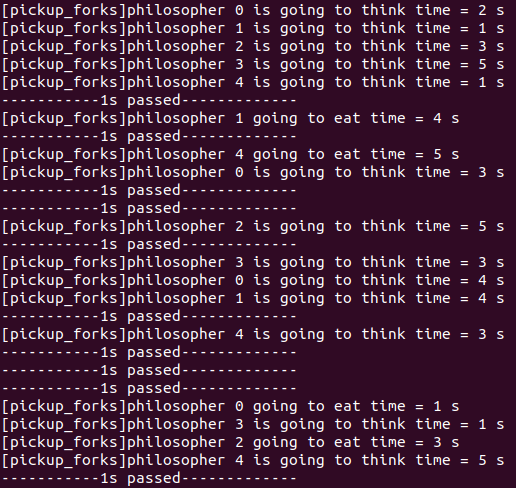 [pickup_forks]philosopher 0 is going to think time = 2 s
[pickup_forks]philosopher 1 is going to think time = 1 s
[pickup_forks]philosopher 2 is going to think time = 3 s
[pickup_forks]philosopher 3 is going to think time = 5 s
[pickup_forks]philosopher 4 is going to think time = 1 s
-----------1s passed-------------
[pickup_forks]philosopher 1 going to eat time = 4 s
-----------1s passed-------------
[pickup_forks]philosopher 4 going to eat time = 5 s
[pickup_forks]philosopher 0 is going to think time = 3 s
-----------1s passed-------------
-----------1s passed-------------
[pickup_forks]philosopher 2 is going to think time = 5 s
-----------1s passed-------------
[pickup_forks]philosopher 3 is going to think time = 3 s
[pickup_forks]philosopher 0 is going to think time = 4 s
[pickup_forks]philosopher 1 is going to think time = 4 s
-----------1s passed-------------
[pickup_forks]philosopher 4 is going to think time = 3 s
-----------1s passed-------------
-----------1s passed-------------
-----------1s passed-------------
[pickup_forks]philosopher 0 going to eat time = 1 s
[pickup_forks]philosopher 3 is going to think time = 1 s
[pickup_forks]philosopher 2 going to eat time = 3 s
[pickup_forks]philosopher 4 is going to think time = 5 s
-----------1s passed-------------